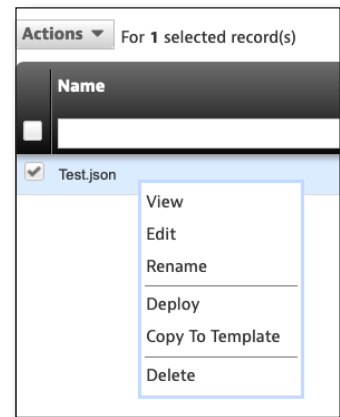 Actions For 1 selected record(s)
Name
Test.json
View
Edit
Rename
Deploy
Copy To Template
Delete